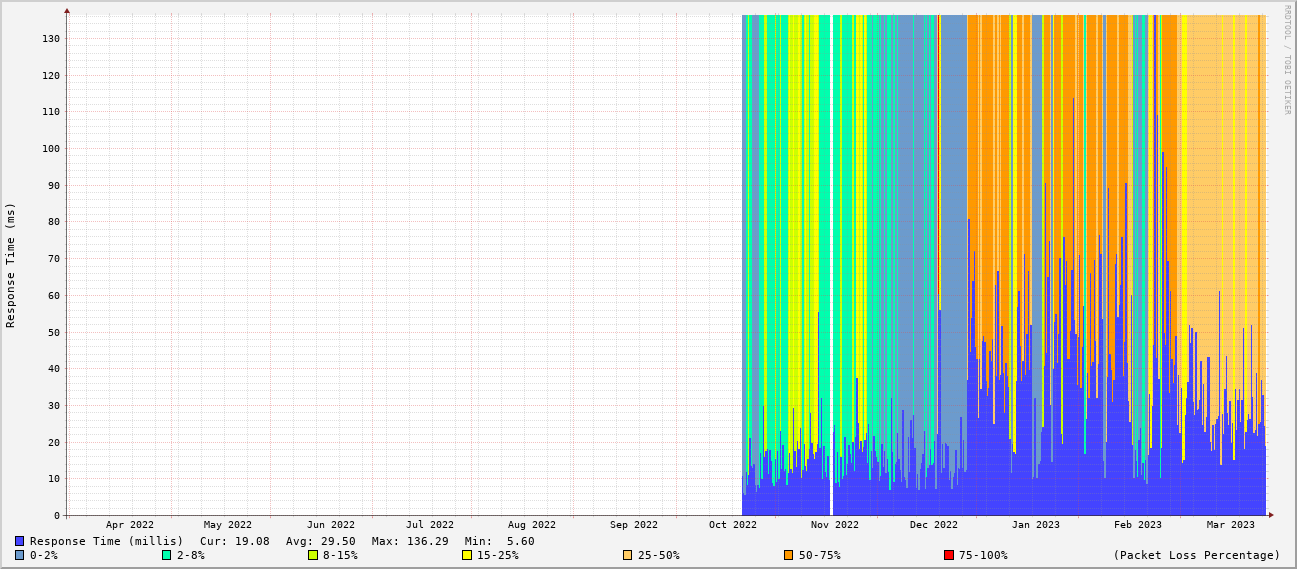 RRDTOOL / TOBI OETIKER
Response Time (ms)
130
120
110
100
90
80
70
60
50
40
30
20
10
0
Apr 2022 May 2022 Jun 2022 Jul 2022 Aug 2022 Sep 2022 Oct 2022 Nov 2022 Dec 2022 Jan 2023 Feb 2023 Mar 2023
Response Time (millis) Cur: 19.08 Avg: 29.50 Max: 136.29 Min: 5.60
0-2% 2-8% 8-15% 15-25% 25-50% 50-75% 75-100% (Packet Loss Percentage)